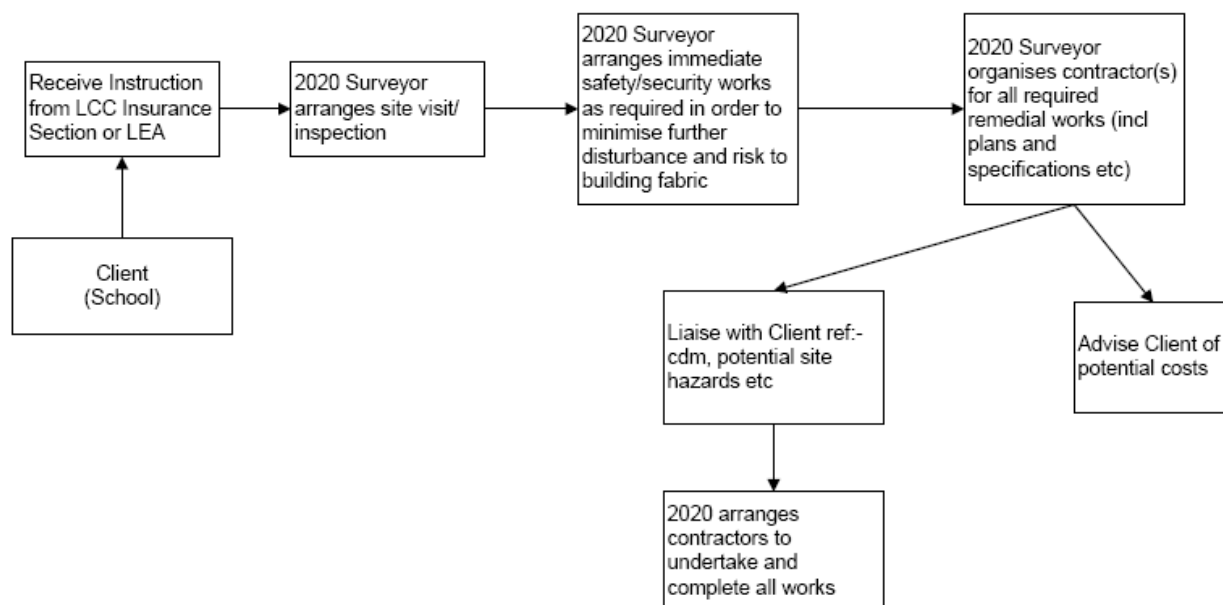 Receive Instruction
from LCC Insurance
Section or LEA
2020 Surveyor
arranges site visit/
inspection
2020 Surveyor
arranges immediate
safety/security works
as required in order to
minimise further
disturbance and risk to
building fabric
2020 Surveyor
organises contractor(s)
for all required
remedial works (incl
plans and
specifications etc)
Client
(School)
Liaise with Client ref:-
cdm, potential site
hazards etc
Advise Client of
potential costs
2020 arranges
contractors to
undertake and
complete all works